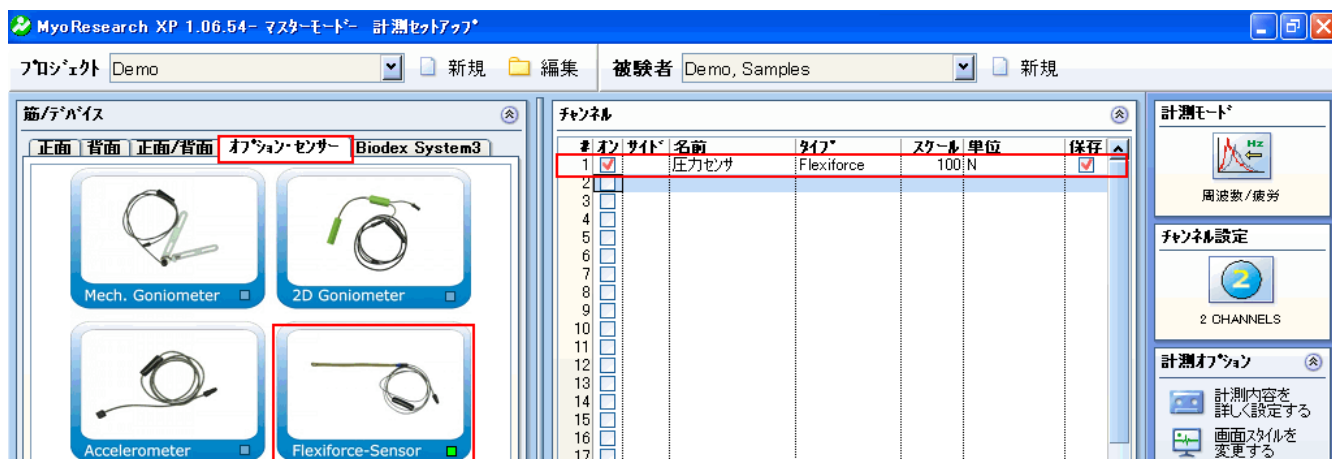 MyoResearch XP 1.06.54- ﾏｽﾀｰﾓｰﾄﾞｰ 計測ｾｯﾄｱｯﾌﾟ
ﾌﾟﾛｼﾞｪｸﾄ Demo 新規 編集 被験者 Demo, Samples 新規
筋/ﾃﾞﾊﾞｲｽ
正面 背面 正面/背面 ｵﾌﾟｼｮﾝ･ｾﾝｻｰ Biodex System3
Mech. Goniometer
2D Goniometer
Accelerometer
Flexiforce-Sensor
ﾁｬﾝﾈﾙ
# ｵﾝ ｻｲﾄﾞ 名前 ﾀｲﾌﾟ ｽｹｰﾙ 単位 保存
1 圧力ｾﾝｻ Flexiforce 100 N
2
3
4
5
6
7
8
9
10
11
12
13
14
15
16
17
計測ﾓｰﾄﾞ
Hz
周波数/疲労
ﾁｬﾝﾈﾙ設定
2
2 CHANNELS
計測ｵﾌﾟｼｮﾝ
計測内容を
詳しく設定する
画面ｽﾀｲﾙを
変更する